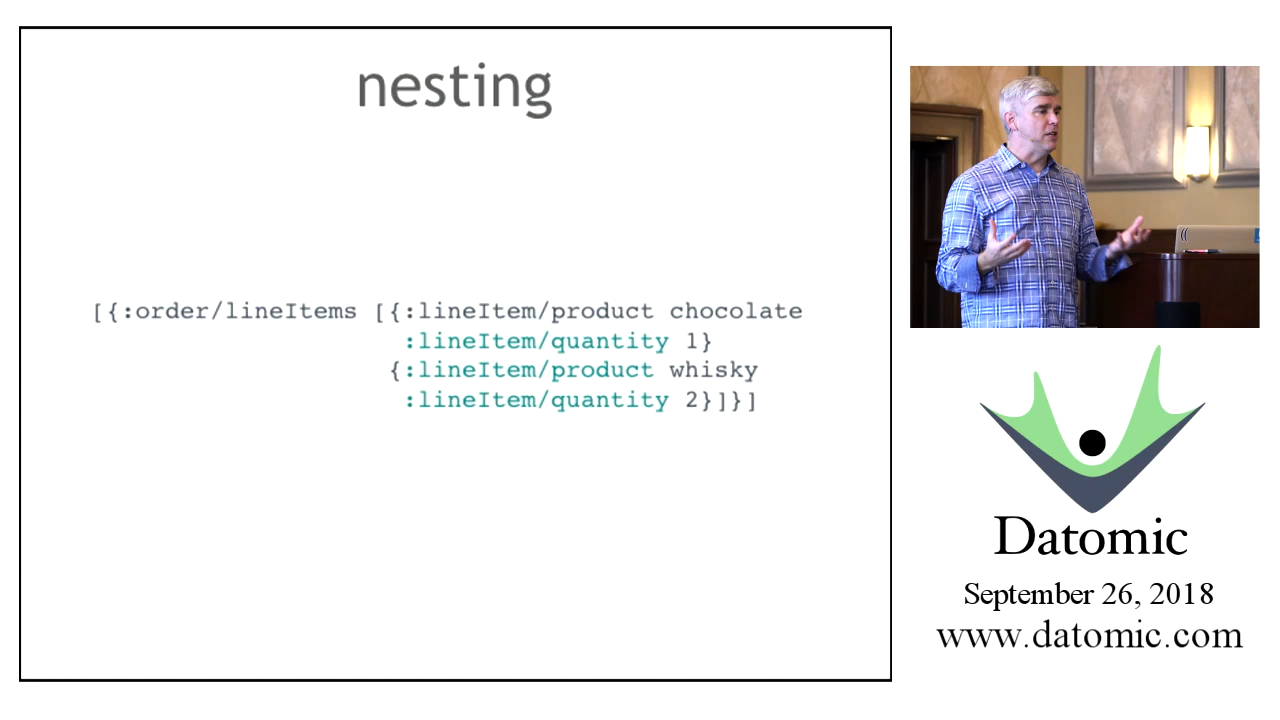 nesting
[{:order/lineItems [{:lineItem/product chocolate
:lineItem/quantity 1}
{:lineItem/product whisky
:lineItem/quantity 2}]}]
Datomic
September 26, 2018
www.datomic.com